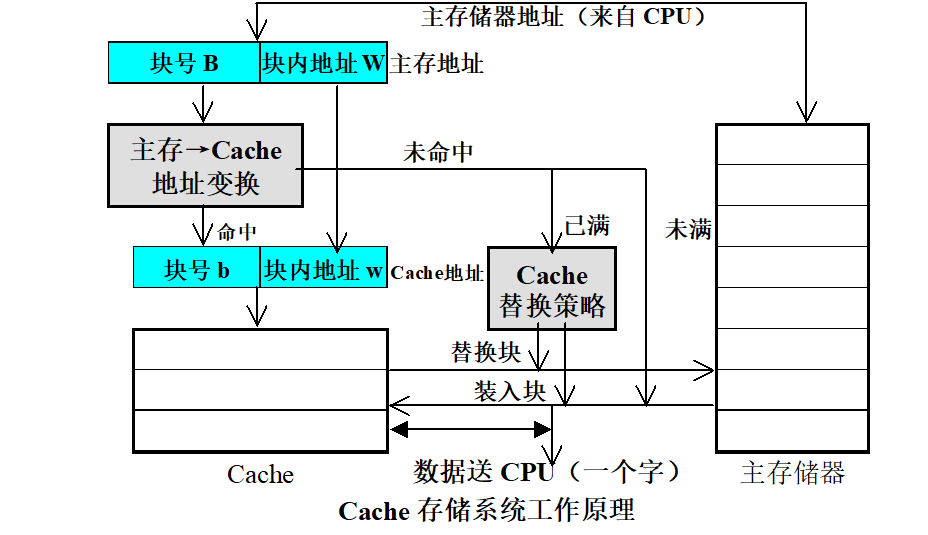 主存储器地址（来自 CPU）
块号 B
块内地址 W
主存地址
主存→Cache
地址变换
未命中
命中
已满
未满
块号 b
块内地址 w
Cache地址
Cache
替换策略
替换块
装入块
Cache
数据送 CPU（一个字）
主存储器
Cache 存储系统工作原理